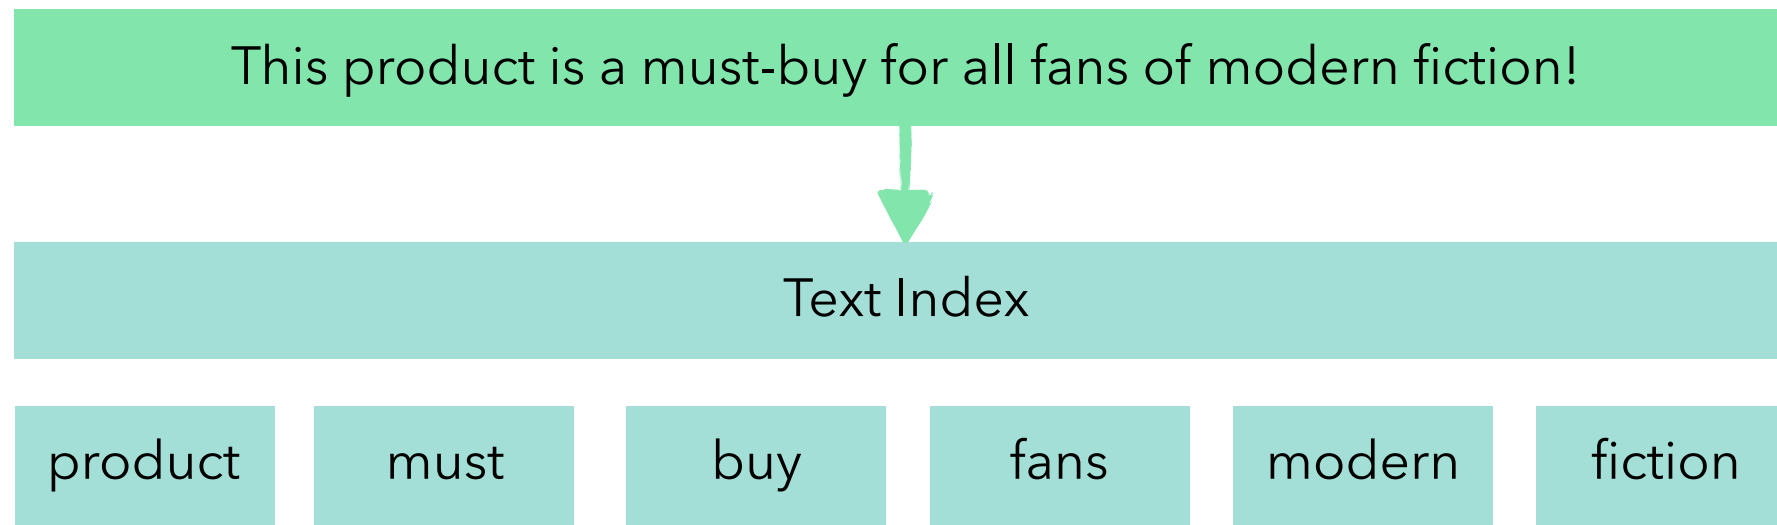 This product is a must-buy for all fans of modern fiction!
Text Index
product must buy fans modern fiction